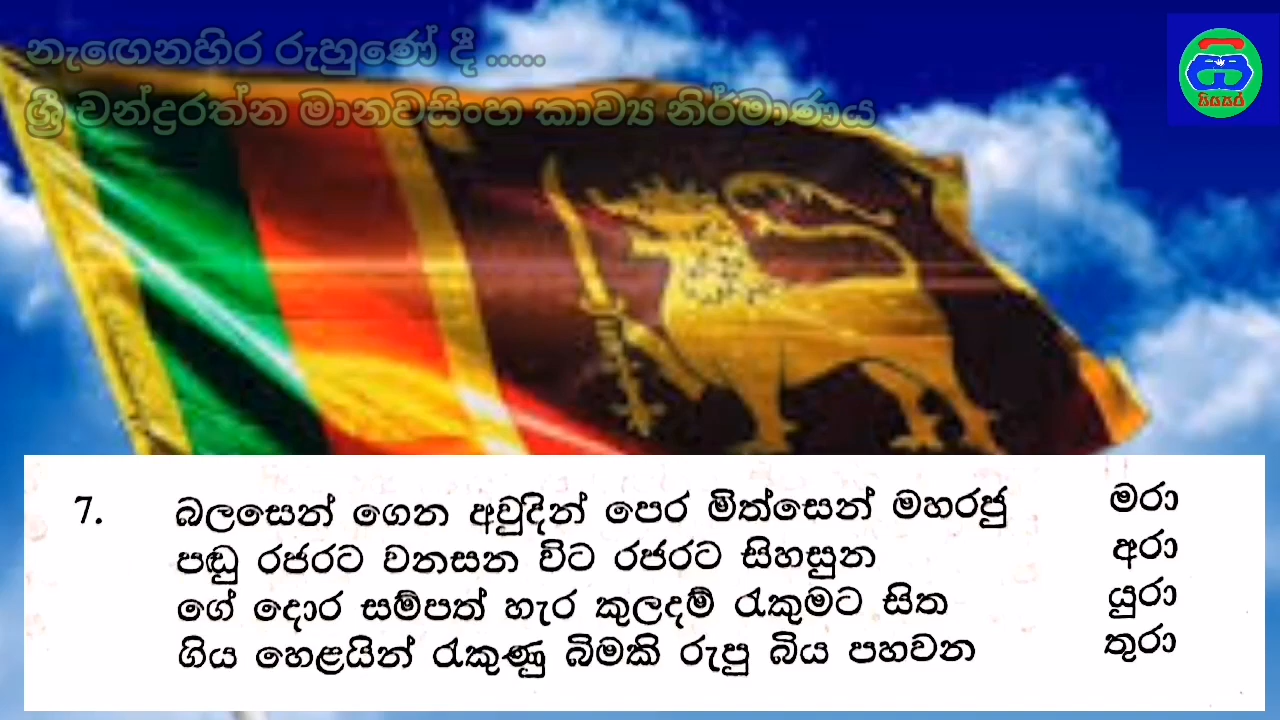 නැඟෙනහිර රුහුණේ දී .....
ශ්‍රී චන්ද්‍රරත්න මානවසිංහ කාව්‍ය නිර්මාණය
සියසර
7. බලසෙන් ගෙන අවුදින් පෙර මිත්සෙන් මහරජු මරා
පඬු රජරට වනසන විට රජරට සිහසුන අරා
ගේ දොර සම්පත් හැර කුලදම් රැකුමට සිත යුරා
ගිය හෙළයින් රැකුණු බිමකි රුපු බිය පහවන තුරා